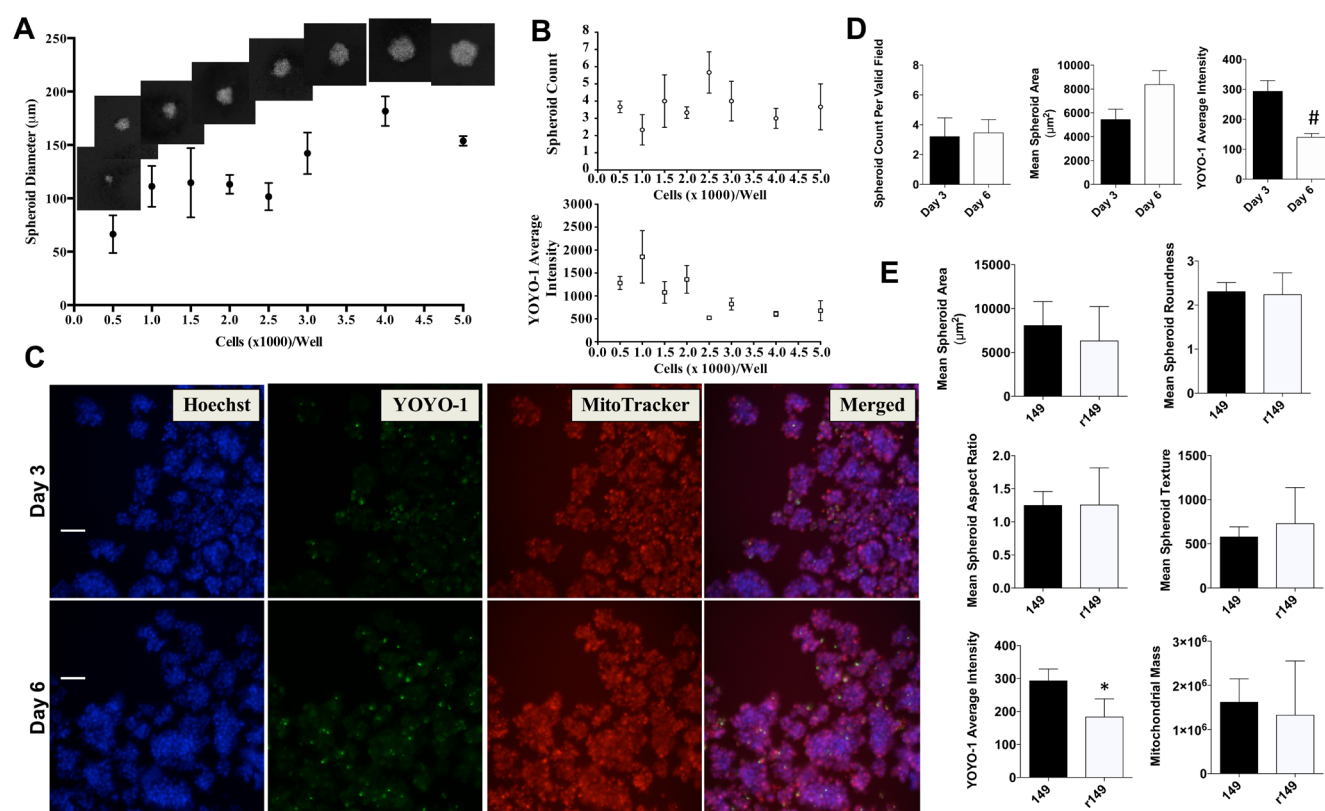 A
Spheroid Diameter (μm)
250
200
150
100
50
0
0.0 0.5 1.0 1.5 2.0 2.5 3.0 3.5 4.0 4.5 5.0
Cells (x1000)/Well
B
Spheroid Count
8
7
6
5
4
3
2
1
0
0.0 0.5 1.0 1.5 2.0 2.5 3.0 3.5 4.0 4.5 5.0
Cells (x 1000)/Well
YOYO-1 Average
Intensity
3000
2500
2000
1500
1000
500
0
0.0 0.5 1.0 1.5 2.0 2.5 3.0 3.5 4.0 4.5 5.0
Cells (x 1000)/Well
C
Hoechst YOYO-1 MitoTracker Merged
Day 3
Day 6
D
Spheroid Count Per Valid Field
8
6
4
2
0
Day 3 Day 6
Mean Spheroid Area
(μm²)
10000
8000
6000
4000
2000
0
Day 3 Day 6
YOYO-1 Average Intensity
400
300
200
100
0
#
Day 3 Day 6
E
Mean Spheroid Area
(μm²)
15000
10000
5000
0
149 r149
Mean Spheroid Roundness
3
2
1
0
149 r149
Mean Spheroid Aspect Ratio
2.0
1.5
1.0
0.5
0.0
149 r149
Mean Spheroid Texture
1500
1000
500
0
149 r149
YOYO-1 Average Intensity
400
300
200
100
0
*
149 r149
Mitochondrial Mass
3×10⁶
2×10⁶
1×10⁶
0
149 r149